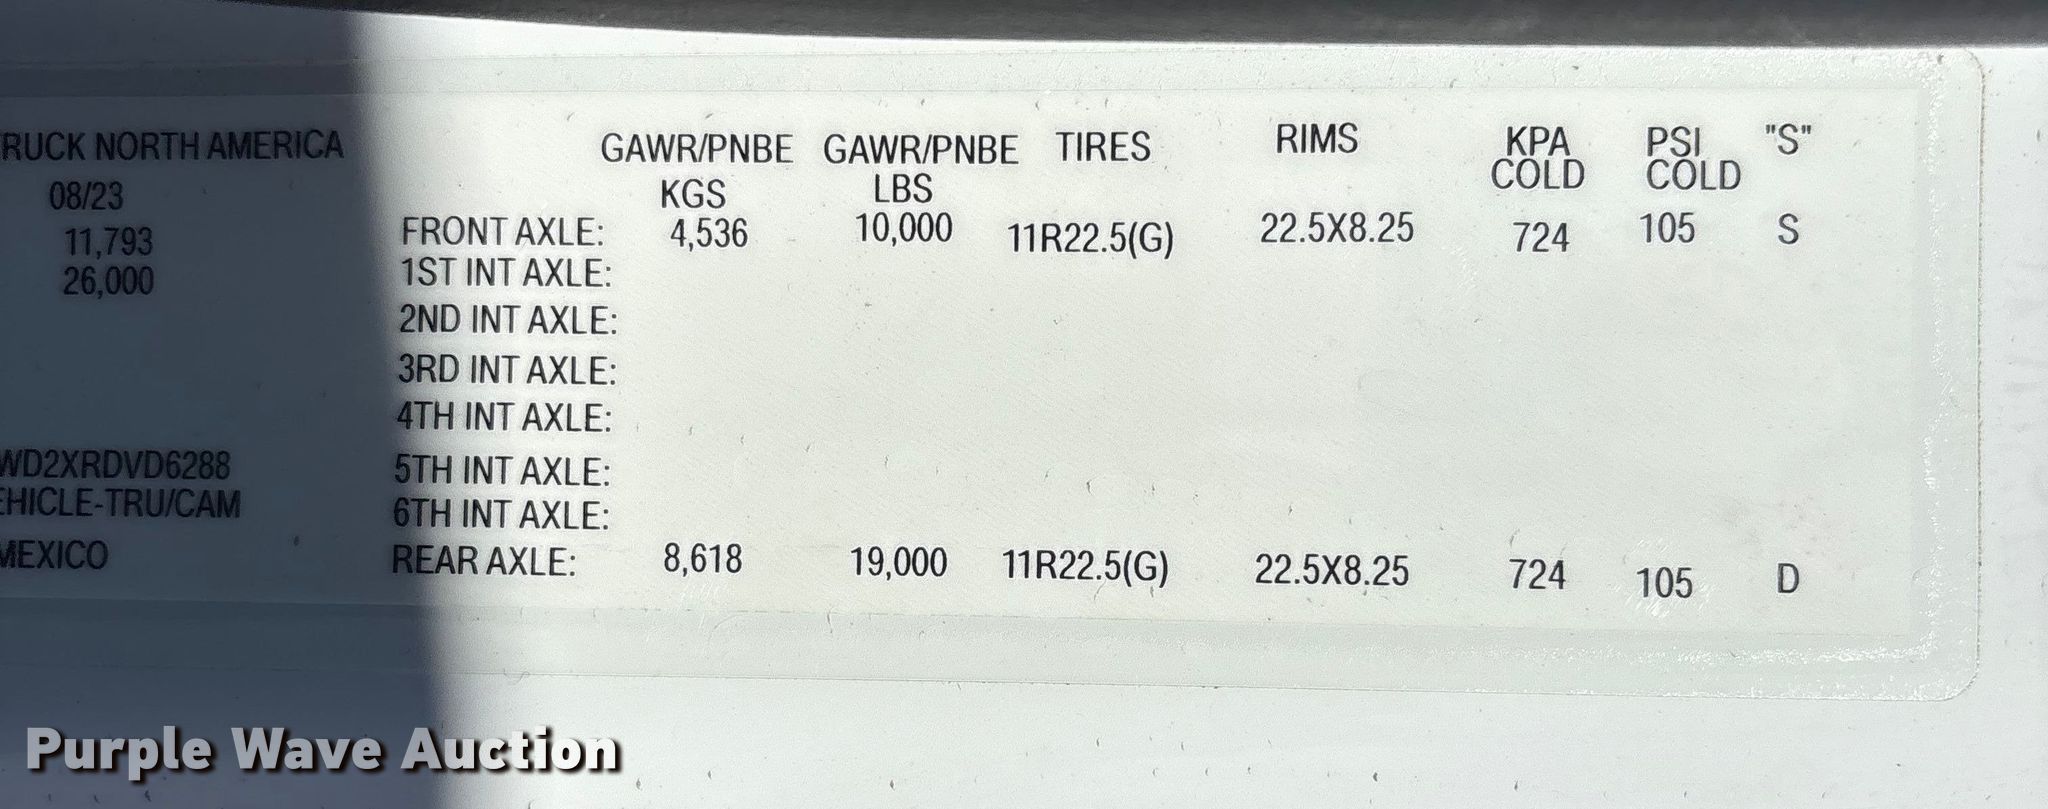 RUCK NORTH AMERICA GAWR/PNBE GAWR/PNBE TIRES RIMS KPA PSI "S"
08/23 KGS LBS COLD COLD
11,793 FRONT AXLE: 4,536 10,000 11R22.5(G) 22.5X8.25 724 105 S
26,000 1ST INT AXLE:
2ND INT AXLE:
3RD INT AXLE:
4TH INT AXLE:
WD2XRDVD6288 5TH INT AXLE:
EHICLE-TRU/CAM 6TH INT AXLE:
MEXICO REAR AXLE: 8,618 19,000 11R22.5(G) 22.5X8.25 724 105 D
Purple Wave Auction